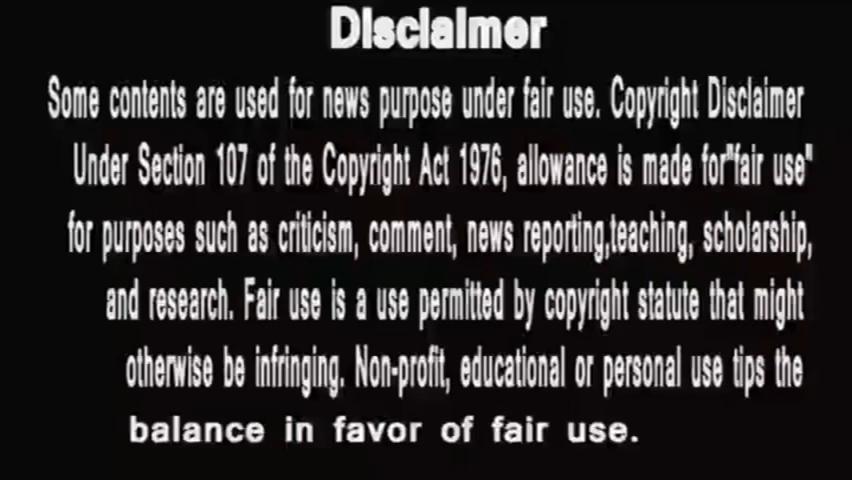 Disclaimer
Some contents are used for news purpose under fair use. Copyright Disclaimer
Under Section 107 of the Copyright Act 1976, allowance is made for"fair use"
for purposes such as criticism, comment, news reporting,teaching, scholarship,
and research. Fair use is a use permitted by copyright statute that might
otherwise be infringing. Non-profit, educational or personal use tips the
balance in favor of fair use.